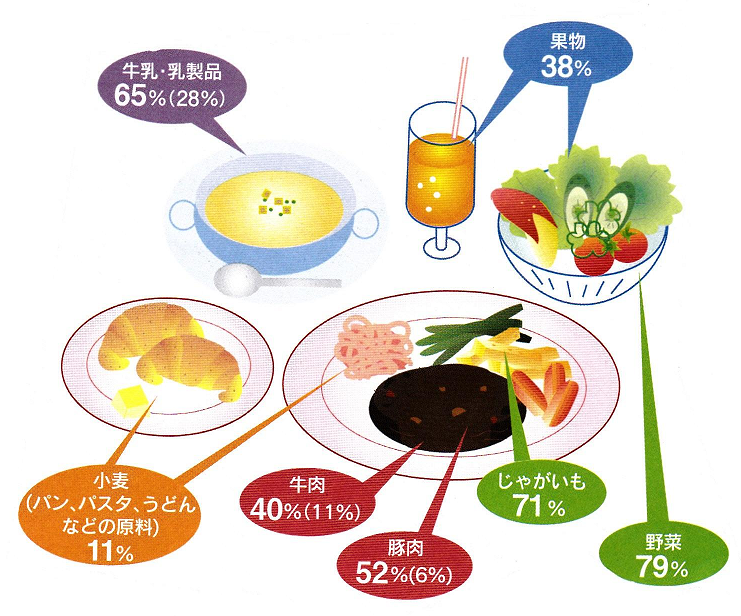 果物
38%
牛乳・乳製品
65%(28%)
小麦
(パン、パスタ、うどん
などの原料)
11%
牛肉
40%(11%)
じゃがいも
71%
豚肉
52%(6%)
野菜
79%